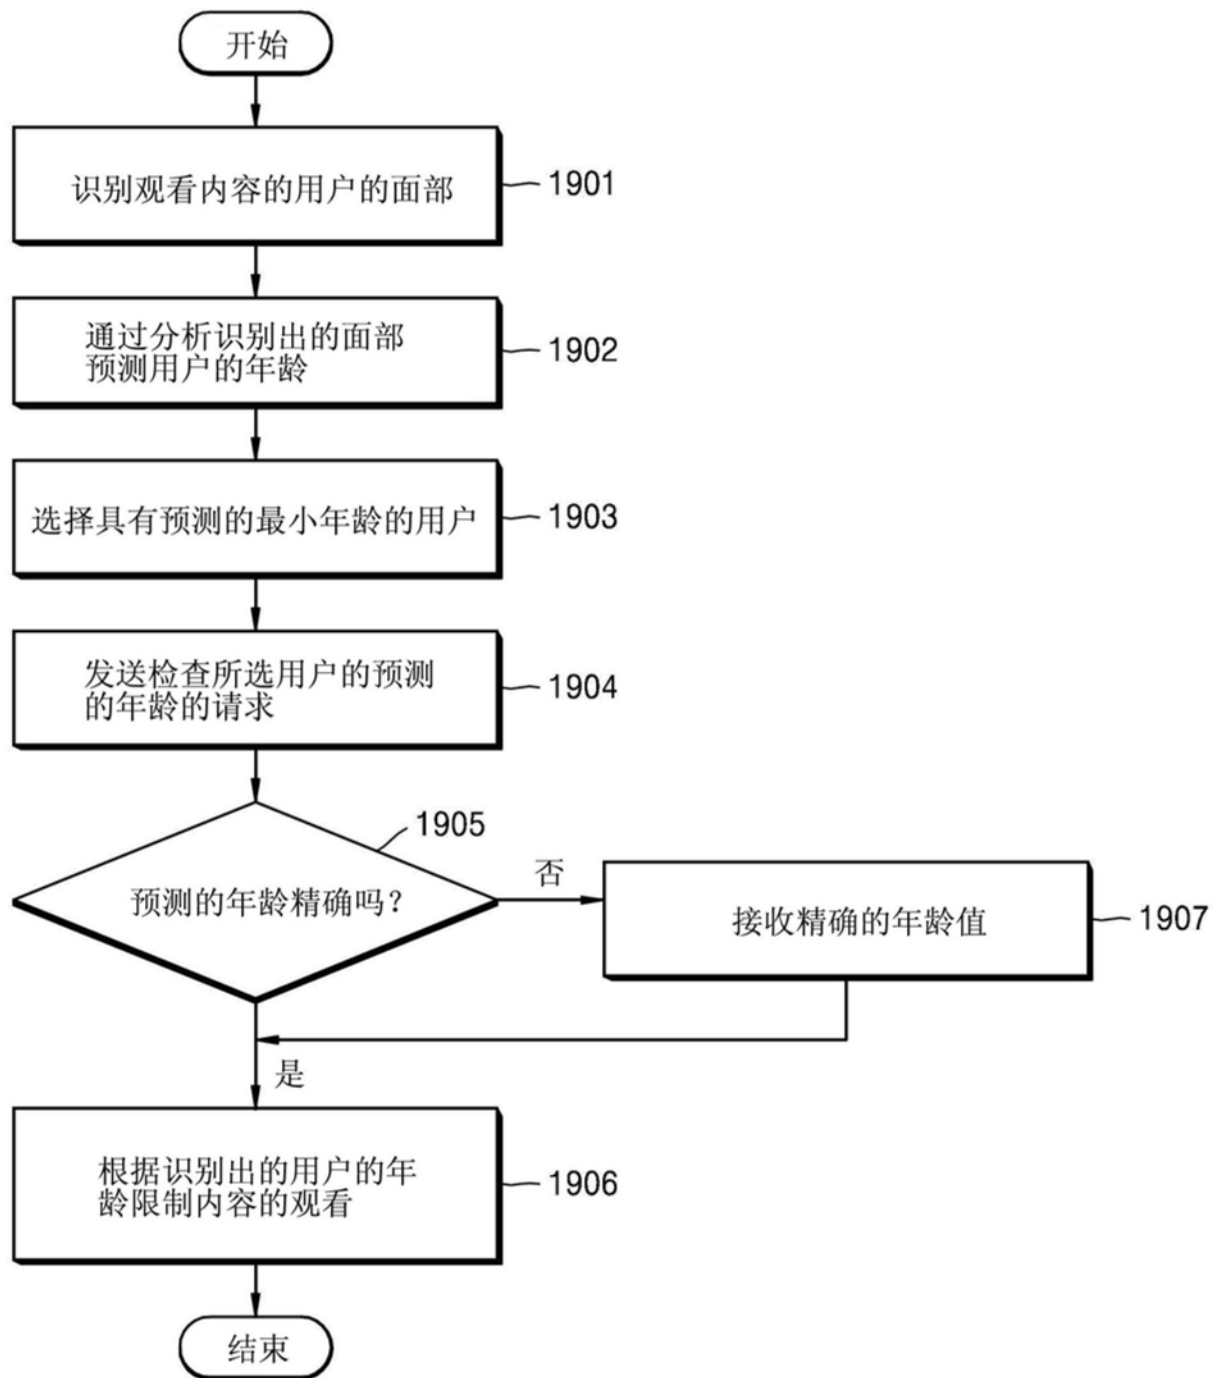 开始
识别观看内容的用户的面部
1901
通过分析识别出的面部
预测用户的年龄
1902
选择具有预测的最小年龄的用户
1903
发送检查所选用户的预测
的年龄的请求
1904
1905
预测的年龄精确吗?
否
接收精确的年龄值
1907
是
根据识别出的用户的年
龄限制内容的观看
1906
结束